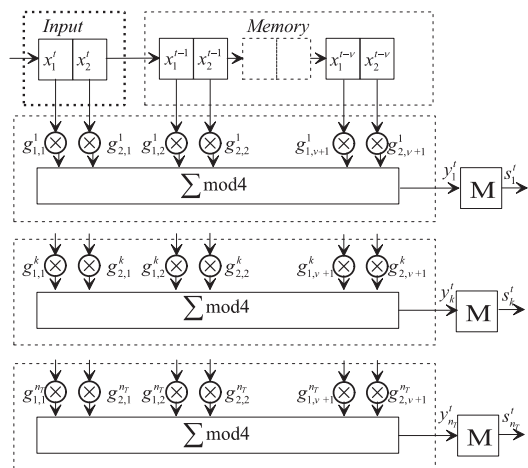 Input Memory
x_1^t x_2^t x_1^{t-1} x_2^{t-1} x_1^{t-ν} x_2^{t-ν}
g_{1,1}^1 g_{2,1}^1 g_{1,2}^1 g_{2,2}^1 g_{1,ν+1}^1 g_{2,ν+1}^1
∑ mod4 y_1^t M s_1^t
g_{1,1}^k g_{2,1}^k g_{1,2}^k g_{2,2}^k g_{1,ν+1}^k g_{2,ν+1}^k
∑ mod4 y_k^t M s_k^t
g_{1,1}^{n_T} g_{2,1}^{n_T} g_{1,2}^{n_T} g_{2,2}^{n_T} g_{1,ν+1}^{n_T} g_{2,ν+1}^{n_T}
∑ mod4 y_{n_T}^t M s_{n_T}^t